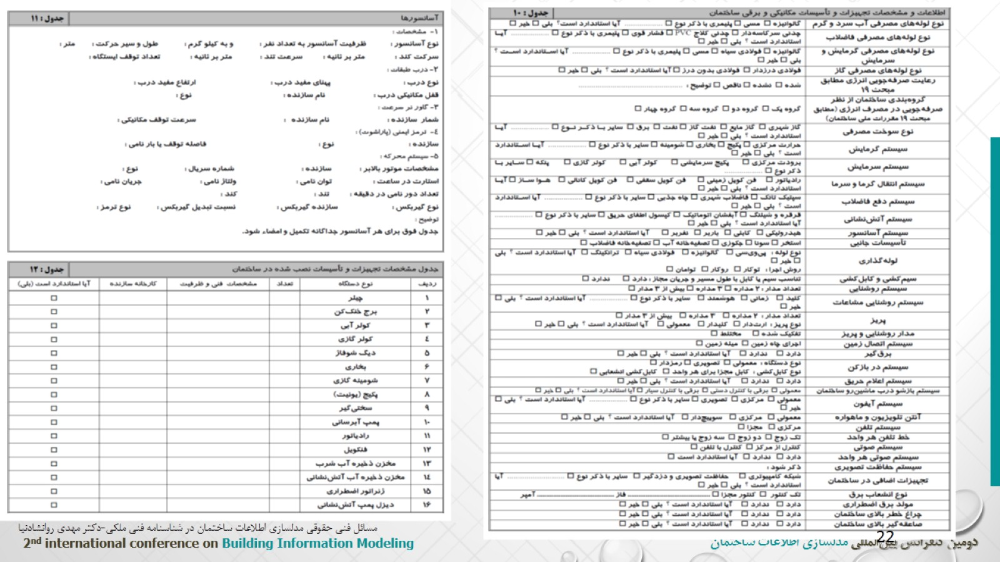 اطلاعات و مشخصات تجهیزات و تأسیسات مکانیکی و برقی ساختمان جدول: ۱۰
نوع لوله‌های مصرفی آب سرد و گرم گالوانیزه □ مسی □ پلیمری با ذکر نوع □ .................. آیا استاندارد است؟ بلی □ خیر □
نوع لوله‌های مصرفی فاضلاب چدنی سرکاسه‌دار □ چدنی کلاج PVC □ فشار قوی □ پلیمری با ذکر نوع □ .................. آیا
استاندارد است ؟ بلی □ خیر □
نوع لوله‌های مصرفی گرمایش و سرمایش گالوانیزه □ فولادی سیاه □ مسی □ پلیمری با ذکر نوع □ .................. آیا استاندارد است ؟
بلی □ خیر □
نوع لوله‌های مصرفی گاز فولادی درزدار □ فولادی بدون درز □ آیا استاندارد است ؟ بلی □ خیر □
رعایت صرفه‌جویی انرژی مطابق مبحث ۱۹ شده □ نشده □ ناقص □ توضیح : ..................
گروه‌بندی ساختمان از نظر
صرفه‌جویی در مصرف انرژی (مطابق گروه یک □ گروه دو □ گروه سه □ گروه چهار □
مبحث ۱۹ مقررات ملی ساختمان)
نوع سوخت مصرفی گاز شهری □ گاز مایع □ نفت گاز □ نفت □ برق □ سایر با ذکر نوع □ .................. آیا
استاندارد است ؟ بلی □ خیر □
سیستم گرمایش حرارت مرکزی □ پکیج □ بخاری □ شومینه □ سایر با ذکر نوع □ .................. آیا استاندارد
است ؟ بلی □ خیر □
سیستم سرمایش برودت مرکزی □ پکیج سرمایشی □ کولر آبی □ کولر گازی □ پنکه □ سایر با
ذکر نوع □ ..................
سیستم انتقال گرما و سرما رادیاتور □ فن کویل زمینی □ فن کویل سقفی □ فن کویل کانالی □ هوا ساز □ آیا
استاندارد است ؟ بلی □ خیر □
سیستم دفع فاضلاب سپتیک تانک □ فاضلاب شهری □ چاه جذبی □ سایر با ذکر نوع □ .................. آیا استاندارد
است ؟ بلی □ خیر □
سیستم آتش‌نشانی قرقره و شیلنگ □ آبفشان اتوماتیک □ کپسول اطفای حریق □ سایر با ذکر نوع □ ..................
آیا استاندارد است ؟ بلی □ خیر □
سیستم آسانسور هیدرولیکی □ کابلی □ باربر □ نفربر □ آیا استاندارد است ؟ بلی □ خیر □
تأسیسات جانبی استخر □ سونا □ جکوزی □ تصفیه‌خانه آب □ تصفیه‌خانه فاضلاب □
لوله‌گذاری نوع لوله : پی‌وی‌سی □ گالوانیزه □ فولادی سیاه □ ترانکینگ □ آیا استاندارد است ؟ بلی
□ خیر □
روش اجرا : توکار □ روکار □ توامان □
سیم‌کشی و کابل‌کشی تناسب سیم یا کابل با طول مسیر و جریان مجاز : دارد □ ندارد □
سیستم روشنایی تعداد مدار : ۲ مداره □ ۳ مداره □ بیش از ۳ مدار □
سیستم روشنایی مشاعات کلید □ زمانی □ هوشمند □ سایر با ذکر نوع □ .................. آیا استاندارد است ؟ بلی □
خیر □
پریز تعداد مدار : ۲ مداره □ ۳ مداره □ بیش از ۳ مدار □
نوع پریز : ارت‌دار □ کلیدار □ معمولی □ آیا استاندارد است ؟ بلی □ خیر □
مدار روشنایی و پریز تفکیک شده □ مختلط □
سیستم اتصال زمین اجرای چاه زمین □ میله زمین □
برق‌گیر دارد □ ندارد □ آیا استاندارد است ؟ بلی □ خیر □
سیستم در بازکن نوع دستگاه : معمولی □ تصویری □ رمزدار □
نوع کابل‌کشی : کابل مجزا برای هر واحد □ کابل‌کشی انشعابی □
سیستم اعلام حریق دارد □ ندارد □ آیا استاندارد است ؟ بلی □ خیر □
سیستم بازشو درب ماشین‌رو ساختمان معمولی □ برقی با کنترل دستی □ برقی با کنترل سیار □ آیا استاندارد است ؟ بلی □ خیر □
سیستم آیفون معمولی □ مرکزی □ تصویری □ سایر با ذکر نوع □ .................. آیا استاندارد است ؟ بلی □
خیر □
آنتن تلویزیون و ماهواره معمولی □ مرکزی □ سوییچ‌دار □ آیا استاندارد است ؟ بلی □ خیر □
سیستم تلفن مرکزی □ مجزا □
خط تلفن هر واحد تک زوج □ دو زوج □ سه زوج یا بیشتر □
سیستم صوتی کنترل از مرکز □ کنترل با تلفن □
سیستم صوتی هر واحد دارد □ ندارد □ آیا استاندارد است □
سیستم حفاظت تصویری ذکر شود :
تجهیزات اضافی در ساختمان شبکه کامپیوتری □ حفاظت تصویری و دزدگیر □ سایر با ذکر نوع □ .................. آیا
استاندارد است ؟ بلی □ خیر □
نوع انشعاب برق تک کنتور □ کنتور مجزا □ .................. فاز .................. آمپر
مولد برق اضطراری دارد □ ندارد □ آیا استاندارد است ؟ بلی □ خیر □
چراغ خطر بالای ساختمان دارد □ ندارد □ آیا استاندارد است ؟ بلی □ خیر □
صاعقه‌گیر بالای ساختمان دارد □ ندارد □ آیا استاندارد است ؟ بلی □ خیر □
آسانسورها جدول : ۱۱
۱- مشخصات :
نوع آسانسور : ظرفیت آسانسور به تعداد نفر : و به کیلو گرم : طول و سیر حرکت : متر :
سرکت کند : متر بر ثانیه : سرعت تند : متر بر ثانیه : تعداد توقف ایستگاه :
۲- درب طبقات :
نوع درب : پهنای مفید درب : ارتفاع مفید درب :
قفل مکانیکی درب : نام سازنده : نوع :
۳- گاور نر سرعت :
شمار سازنده : نام سازنده : سرعت توقف مکانیکی :
۴- ترمز ایمنی (پاراشوت) :
سازنده : نوع : فاصله توقف یا بار نامی :
۵- سیستم محرکه :
مشخصات موتور بالابر : سازنده : شماره سریال : نوع :
استارت در ساعت : توان نامی : ولتاژ نامی : جریان نامی :
تعداد دور نامی در دقیقه : تند : کند :
نوع گیربکس : سازنده گیربکس : نسبت تبدیل گیربکس : نوع ترمز :
توضیح :
جدول فوق برای هر آسانسور جداگانه تکمیل و امضاء شود.
جدول مشخصات تجهیزات و تأسیسات نصب شده در ساختمان جدول : ۱۲
ردیف نوع دستگاه تعداد مشخصات فنی و ظرفیت کارخانه سازنده آیا استاندارد است (بلی)
۱ چیلر □
۲ برج خنک‌کن □
۳ کولر آبی □
۴ کولر گازی □
۵ دیگ شوفاژ □
۶ بخاری □
۷ شومینه گازی □
۸ پکیج (یونیت) □
۹ سختی‌گیر □
۱۰ پمپ آبرسانی □
۱۱ رادیاتور □
۱۲ فنکویل □
۱۳ مخزن ذخیره آب شرب □
۱۴ مخزن ذخیره آب آتش‌نشانی □
۱۵ ژنراتور اضطراری □
۱۶ دیزل پمپ آتش‌نشانی □
مسائل فنی حقوقی مدلسازی اطلاعات ساختمان در شناسنامه فنی ملکی-دکتر مهدی روانشادنیا
2nd international conference on Building Information Modeling
22
دومین کنفرانس بین‌المللی مدلسازی اطلاعات ساختمان